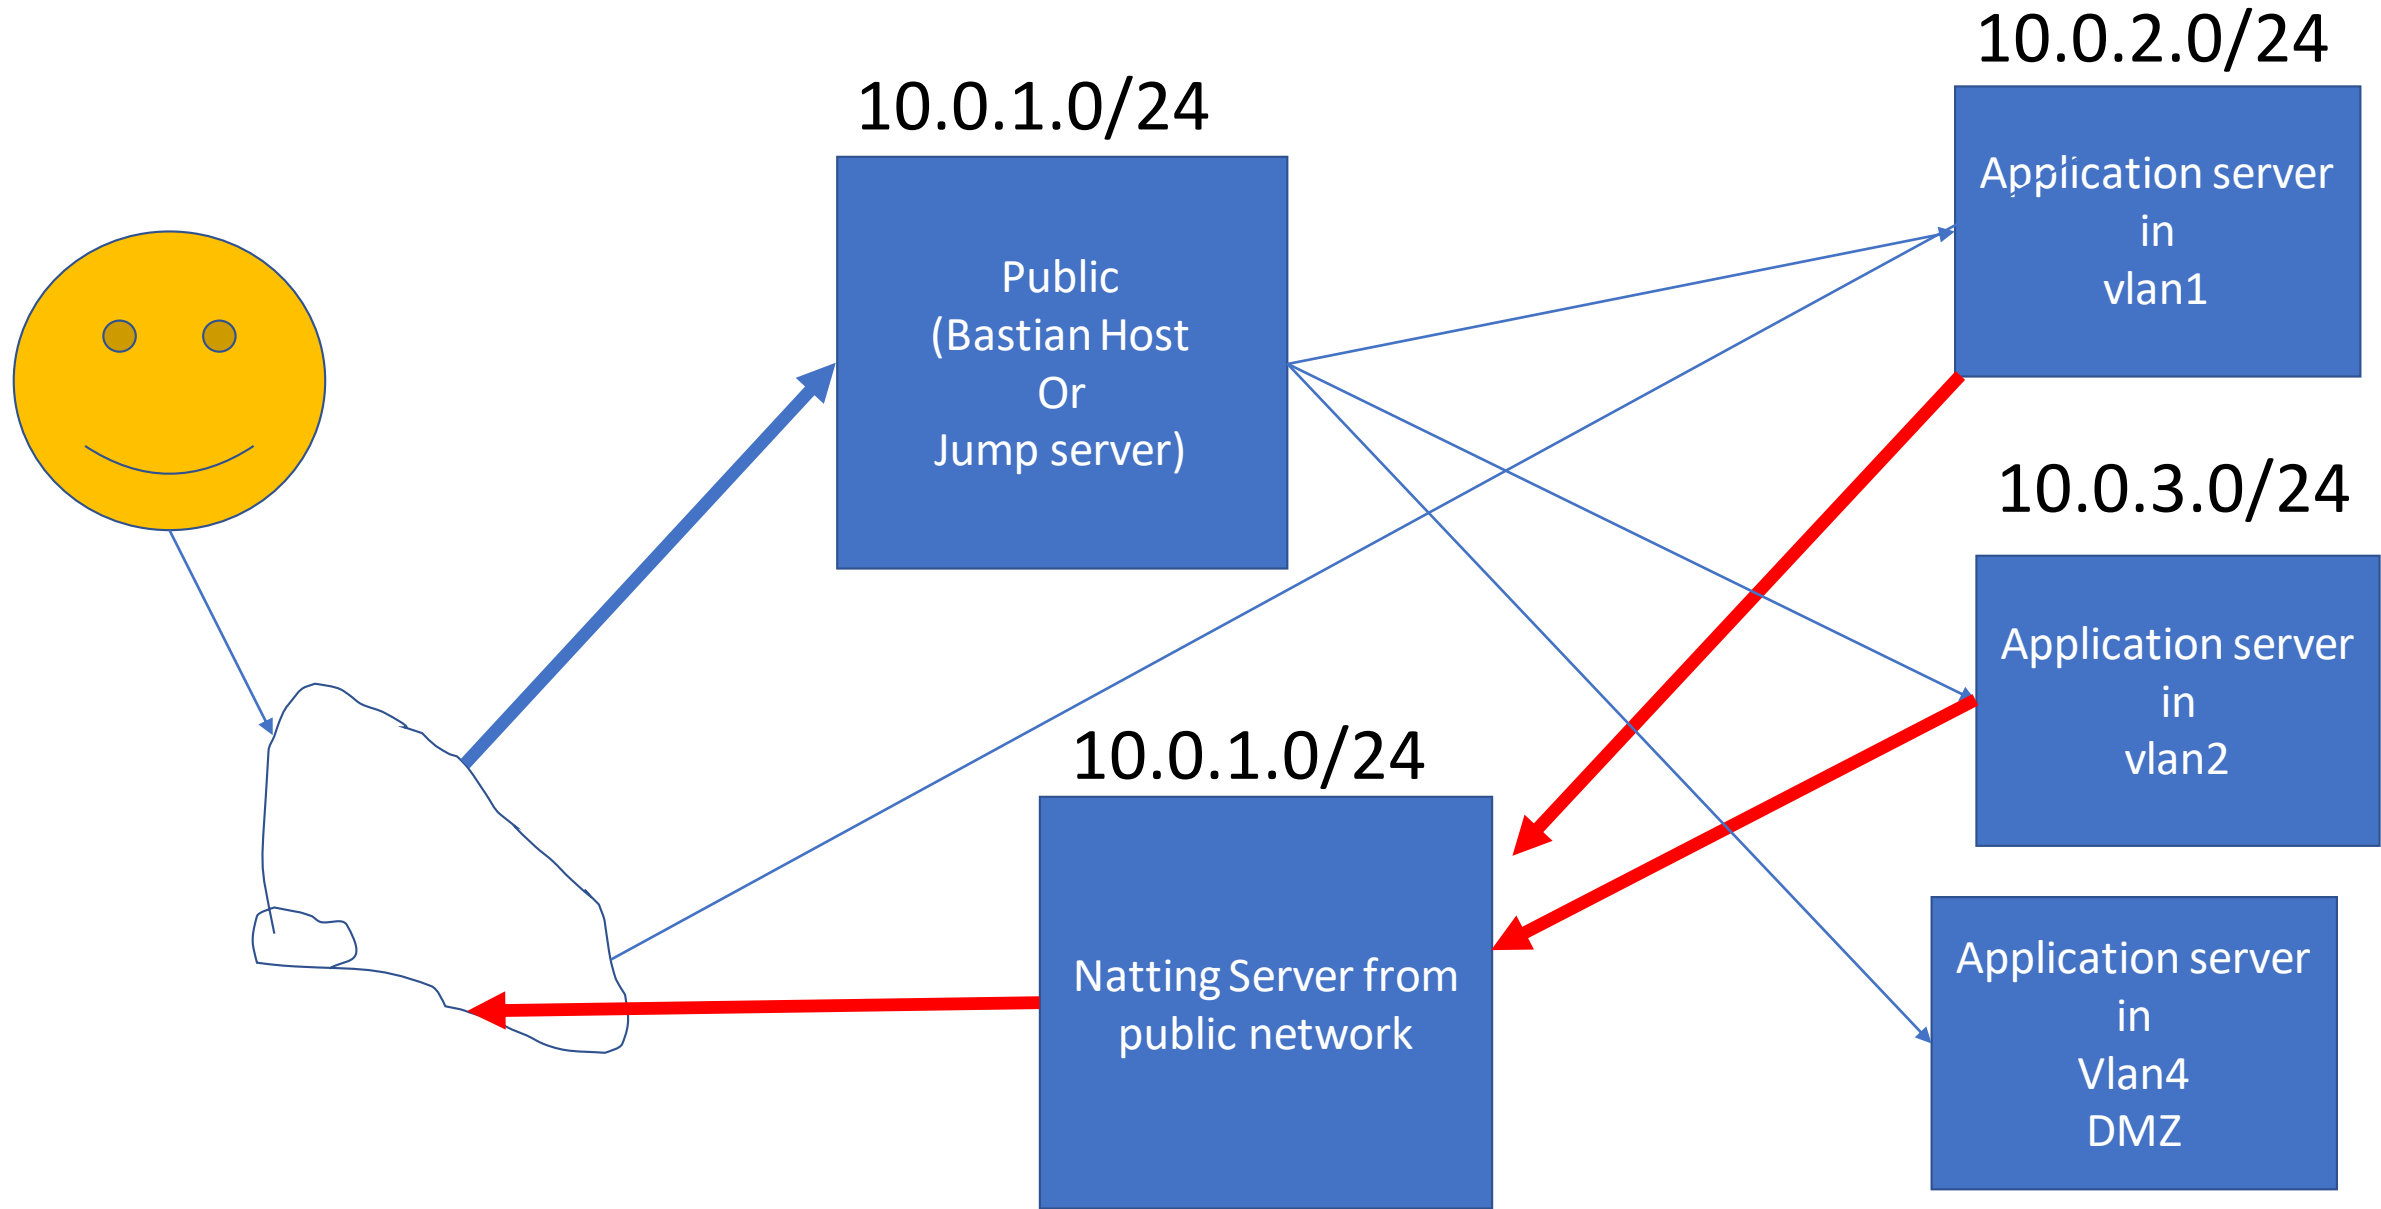 10.0.1.0/24
Public
(Bastian Host
Or
Jump server)
10.0.2.0/24
Application server
in
vlan1
10.0.3.0/24
Application server
in
vlan2
10.0.1.0/24
Natting Server from
public network
Application server
in
Vlan4
DMZ